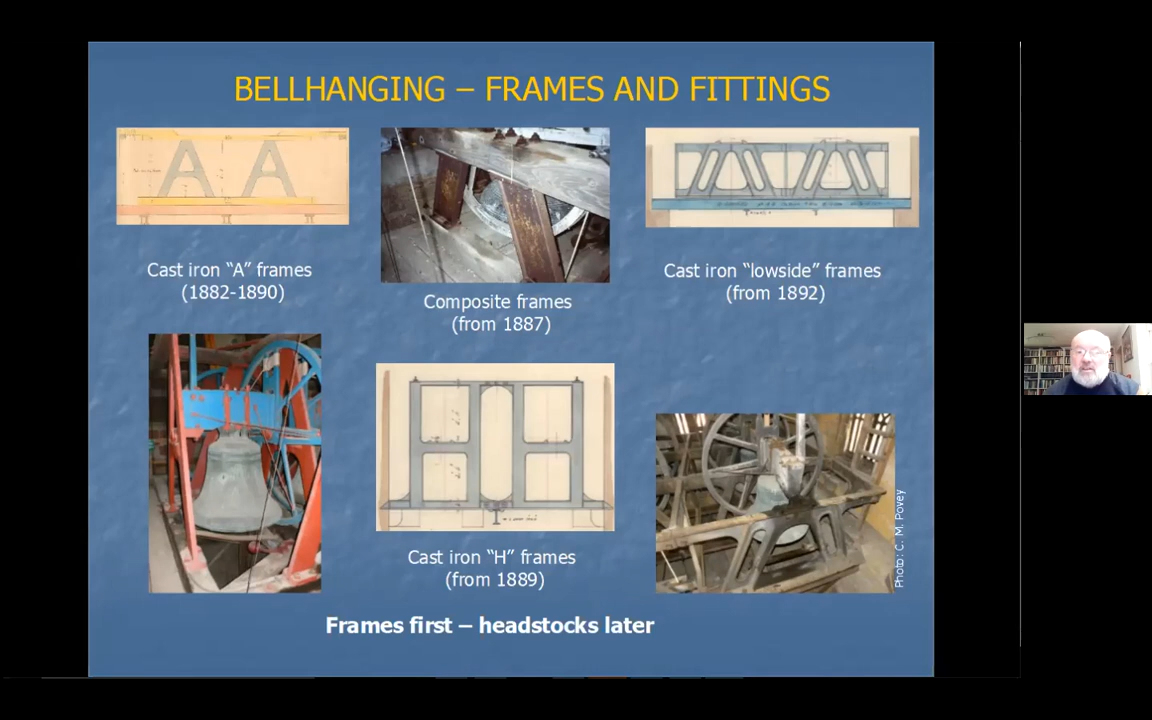 BELLHANGING – FRAMES AND FITTINGS
Cast iron “A” frames
(1882-1890)
Composite frames
(from 1887)
Cast iron “lowside” frames
(from 1892)
Cast iron “H” frames
(from 1889)
Photo: C. M. Povey
Frames first – headstocks later